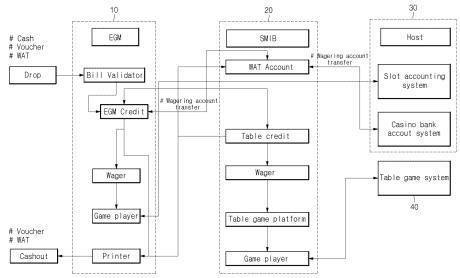 10
20
30
# Cash
# Voucher
# WAT
EGM
SMIB
Host
Drop
Bill Validator
WAT Account
# Wagering account
transfer
Slot accounting
system
EGM Credit
# Wagering account
transfer
Table credit
Casino bank
accout system
Wager
Wager
Table game system
40
Game player
Table game platform
# Voucher
# WAT
Cashout
Printer
Game player